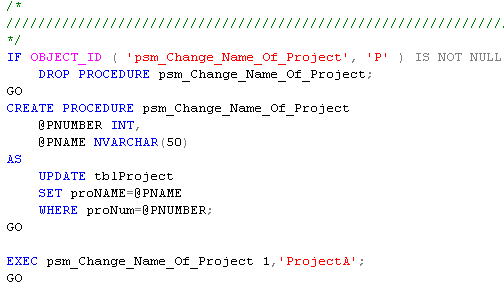 /*
////////////////////////////////////////////////////////////////////////
*/
IF OBJECT_ID ( 'psm_Change_Name_Of_Project', 'P' ) IS NOT NULL
    DROP PROCEDURE psm_Change_Name_Of_Project;
GO
CREATE PROCEDURE psm_Change_Name_Of_Project
    @PNUMBER INT,
    @PNAME NVARCHAR(50)
AS
    UPDATE tblProject
    SET proNAME=@PNAME
    WHERE proNum=@PNUMBER;
GO
EXEC psm_Change_Name_Of_Project 1,'ProjectA';
GO